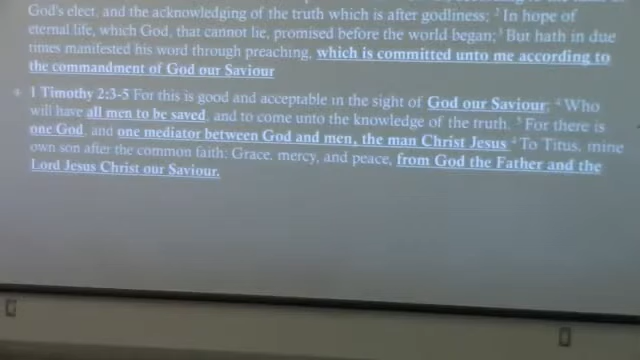 God's elect, and the acknowledging of the truth which is after godliness; 2 In hope of
eternal life, which God, that cannot lie, promised before the world began; 3 But hath in due
times manifested his word through preaching, which is committed unto me according to
the commandment of God our Saviour
1 Timothy 2:3-5 For this is good and acceptable in the sight of God our Saviour; 4 Who
will have all men to be saved, and to come unto the knowledge of the truth. 5 For there is
one God, and one mediator between God and men, the man Christ Jesus 4 To Titus, mine
own son after the common faith: Grace, mercy, and peace, from God the Father and the
Lord Jesus Christ our Saviour.